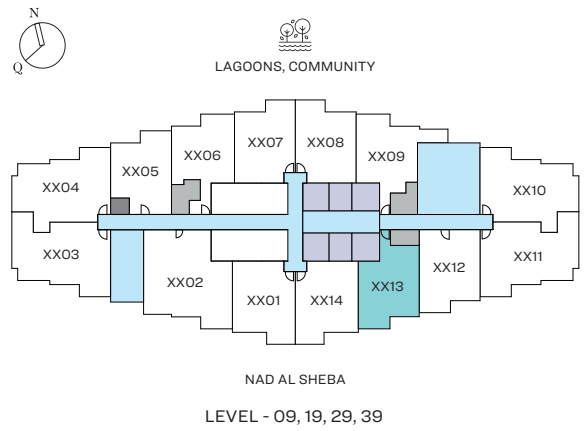 N
Q
LAGOONS, COMMUNITY
XX07
XX08
XX06
XX09
XX05
XX04
XX10
XX03
XX11
XX12
XX02
XX13
XX01
XX14
NAD AL SHEBA
LEVEL - 09, 19, 29, 39